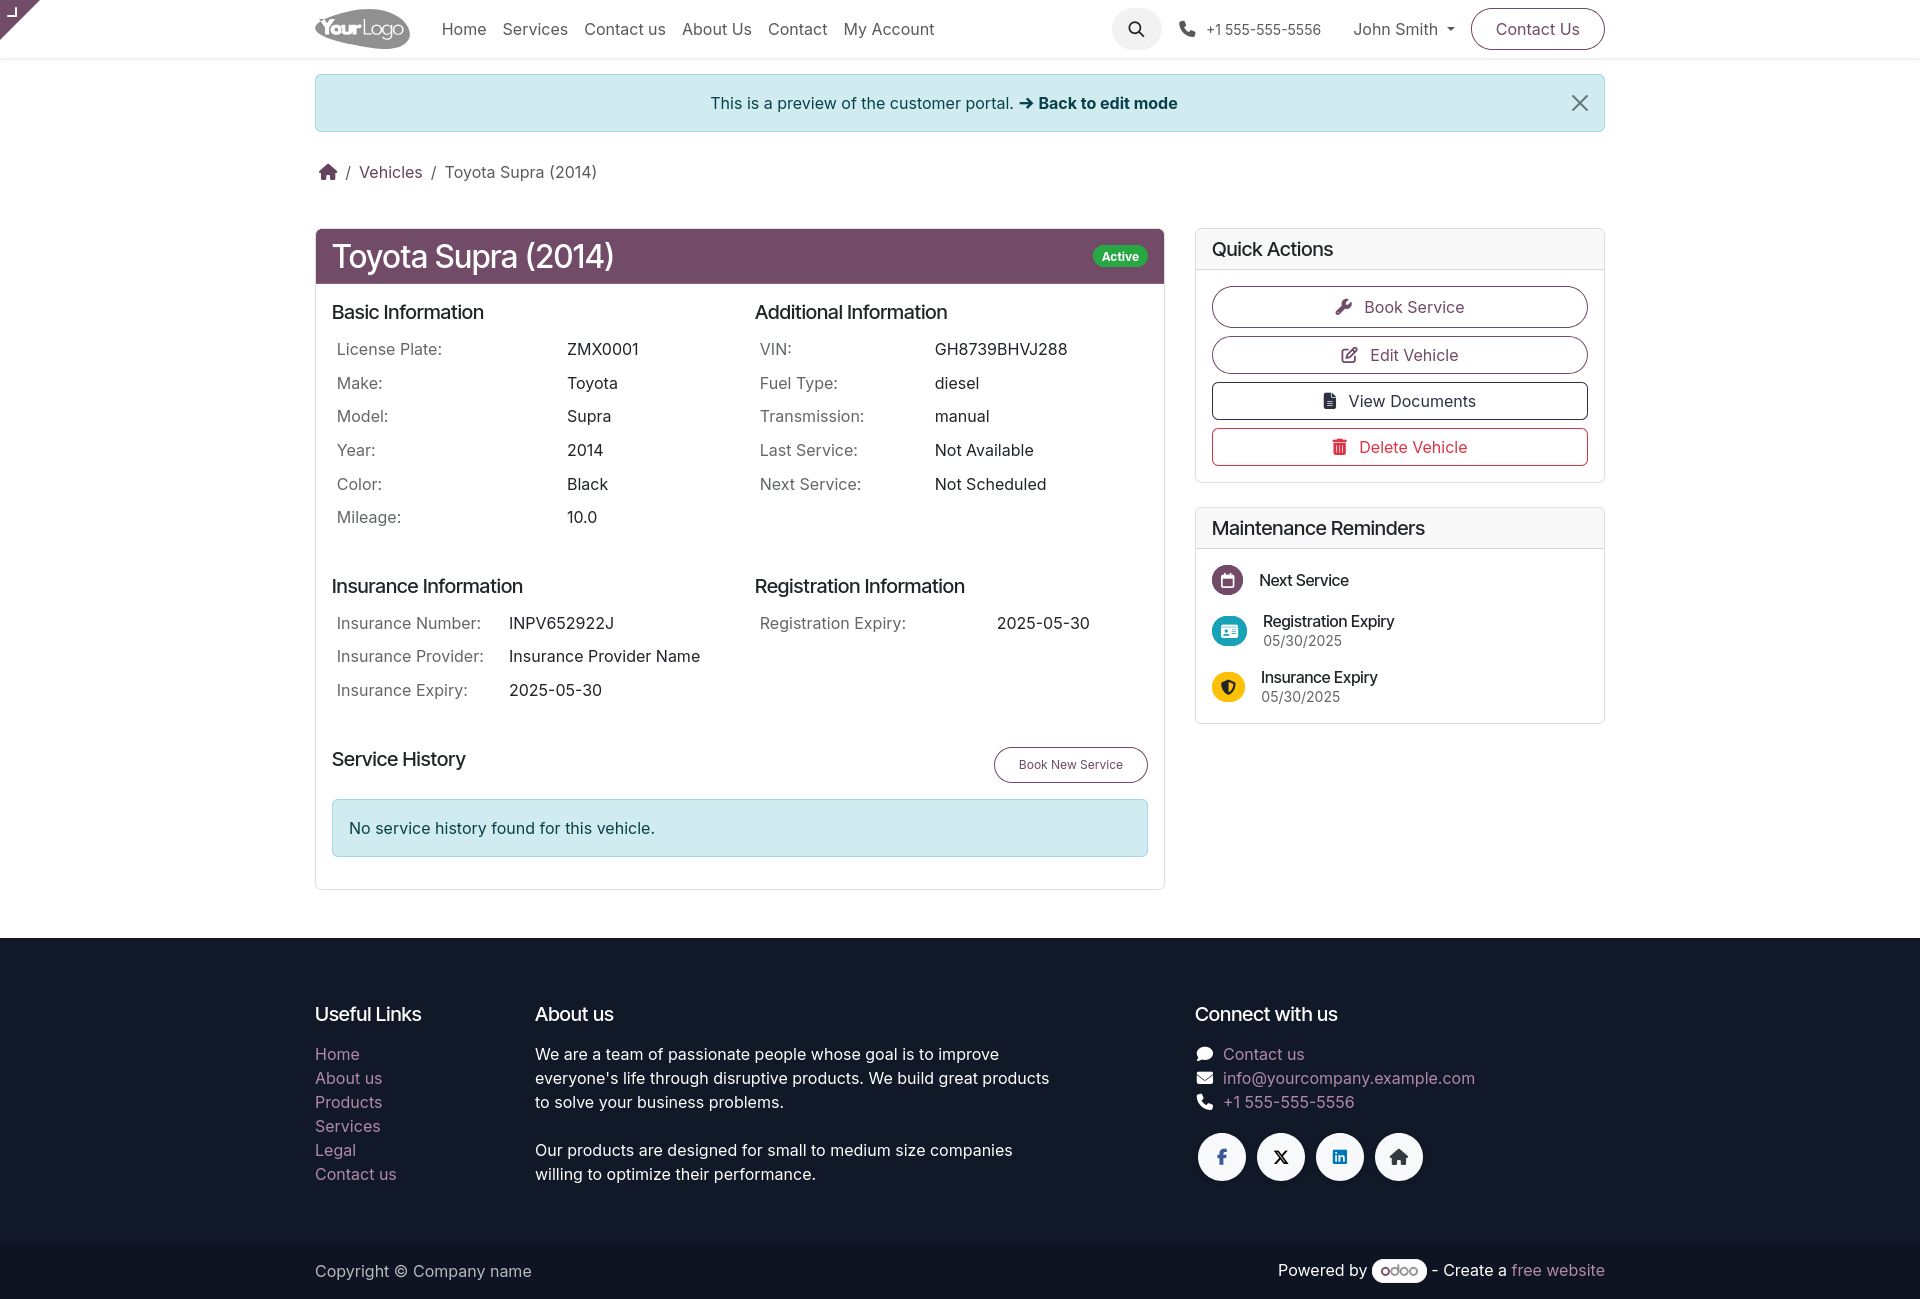 YourLogo
Home Services Contact us About Us Contact My Account
+1 555-555-5556
John Smith
Contact Us
This is a preview of the customer portal. Back to edit mode
/ Vehicles / Toyota Supra (2014)
Toyota Supra (2014)
Active
Basic Information
License Plate: ZMX0001
Make: Toyota
Model: Supra
Year: 2014
Color: Black
Mileage: 10.0
Additional Information
VIN: GH8739BHVJ288
Fuel Type: diesel
Transmission: manual
Last Service: Not Available
Next Service: Not Scheduled
Insurance Information
Insurance Number: INPV652922J
Insurance Provider: Insurance Provider Name
Insurance Expiry: 2025-05-30
Registration Information
Registration Expiry: 2025-05-30
Service History
Book New Service
No service history found for this vehicle.
Quick Actions
Book Service
Edit Vehicle
View Documents
Delete Vehicle
Maintenance Reminders
Next Service
Registration Expiry
05/30/2025
Insurance Expiry
05/30/2025
Useful Links
Home
About us
Products
Services
Legal
Contact us
About us
We are a team of passionate people whose goal is to improve
everyone's life through disruptive products. We build great products
to solve your business problems.
Our products are designed for small to medium size companies
willing to optimize their performance.
Connect with us
Contact us
info@yourcompany.example.com
+1 555-555-5556
Copyright © Company name
Powered by odoo - Create a free website